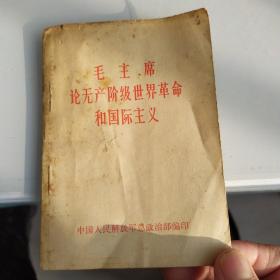 毛主席
论无产阶级世界革命
和国际主义
中国人民解放军总政治部编印